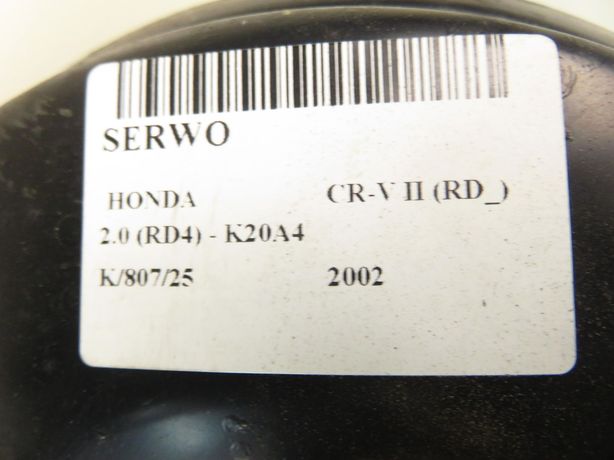 SERWO
HONDA CR-V II (RD_)
2.0 (RD4) - K20A4
K/807/25 2002